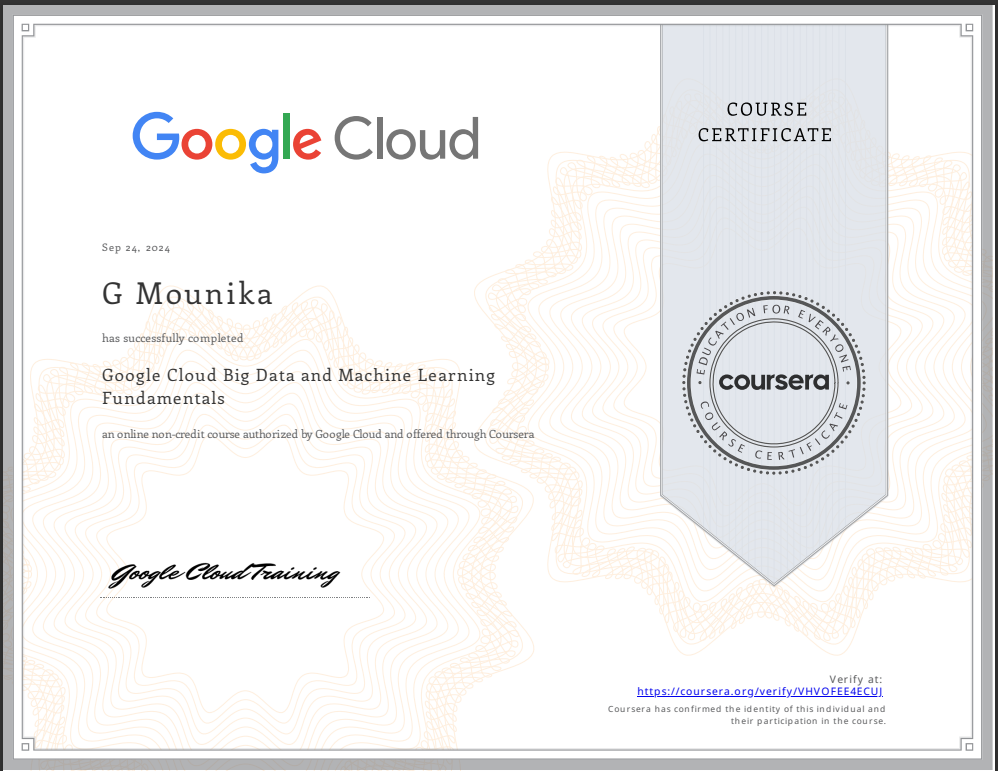 Google Cloud
COURSE
CERTIFICATE
Sep 24, 2024
G Mounika
has successfully completed
Google Cloud Big Data and Machine Learning
Fundamentals
an online non-credit course authorized by Google Cloud and offered through Coursera
EDUCATION FOR EVERYONE
coursera
COURSE CERTIFICATE
Google Cloud Training
Verify at:
https://coursera.org/verify/VHVOFEE4ECUJ
Coursera has confirmed the identity of this individual and
their participation in the course.